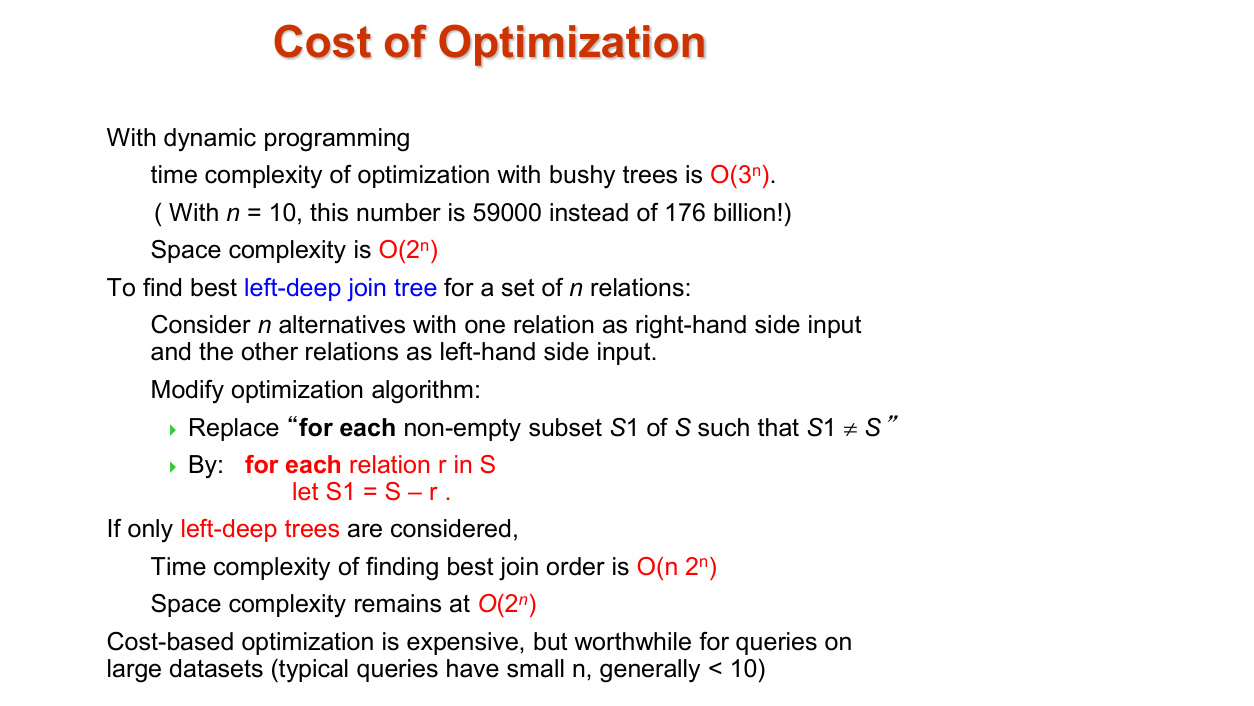 Cost of Optimization
With dynamic programming
time complexity of optimization with bushy trees is O(3ⁿ).
( With n = 10, this number is 59000 instead of 176 billion!)
Space complexity is O(2ⁿ)
To find best left-deep join tree for a set of n relations:
Consider n alternatives with one relation as right-hand side input
and the other relations as left-hand side input.
Modify optimization algorithm:
Replace “for each non-empty subset S1 of S such that S1 ≠ S”
By: for each relation r in S
let S1 = S – r .
If only left-deep trees are considered,
Time complexity of finding best join order is O(n 2ⁿ)
Space complexity remains at O(2ⁿ)
Cost-based optimization is expensive, but worthwhile for queries on
large datasets (typical queries have small n, generally < 10)